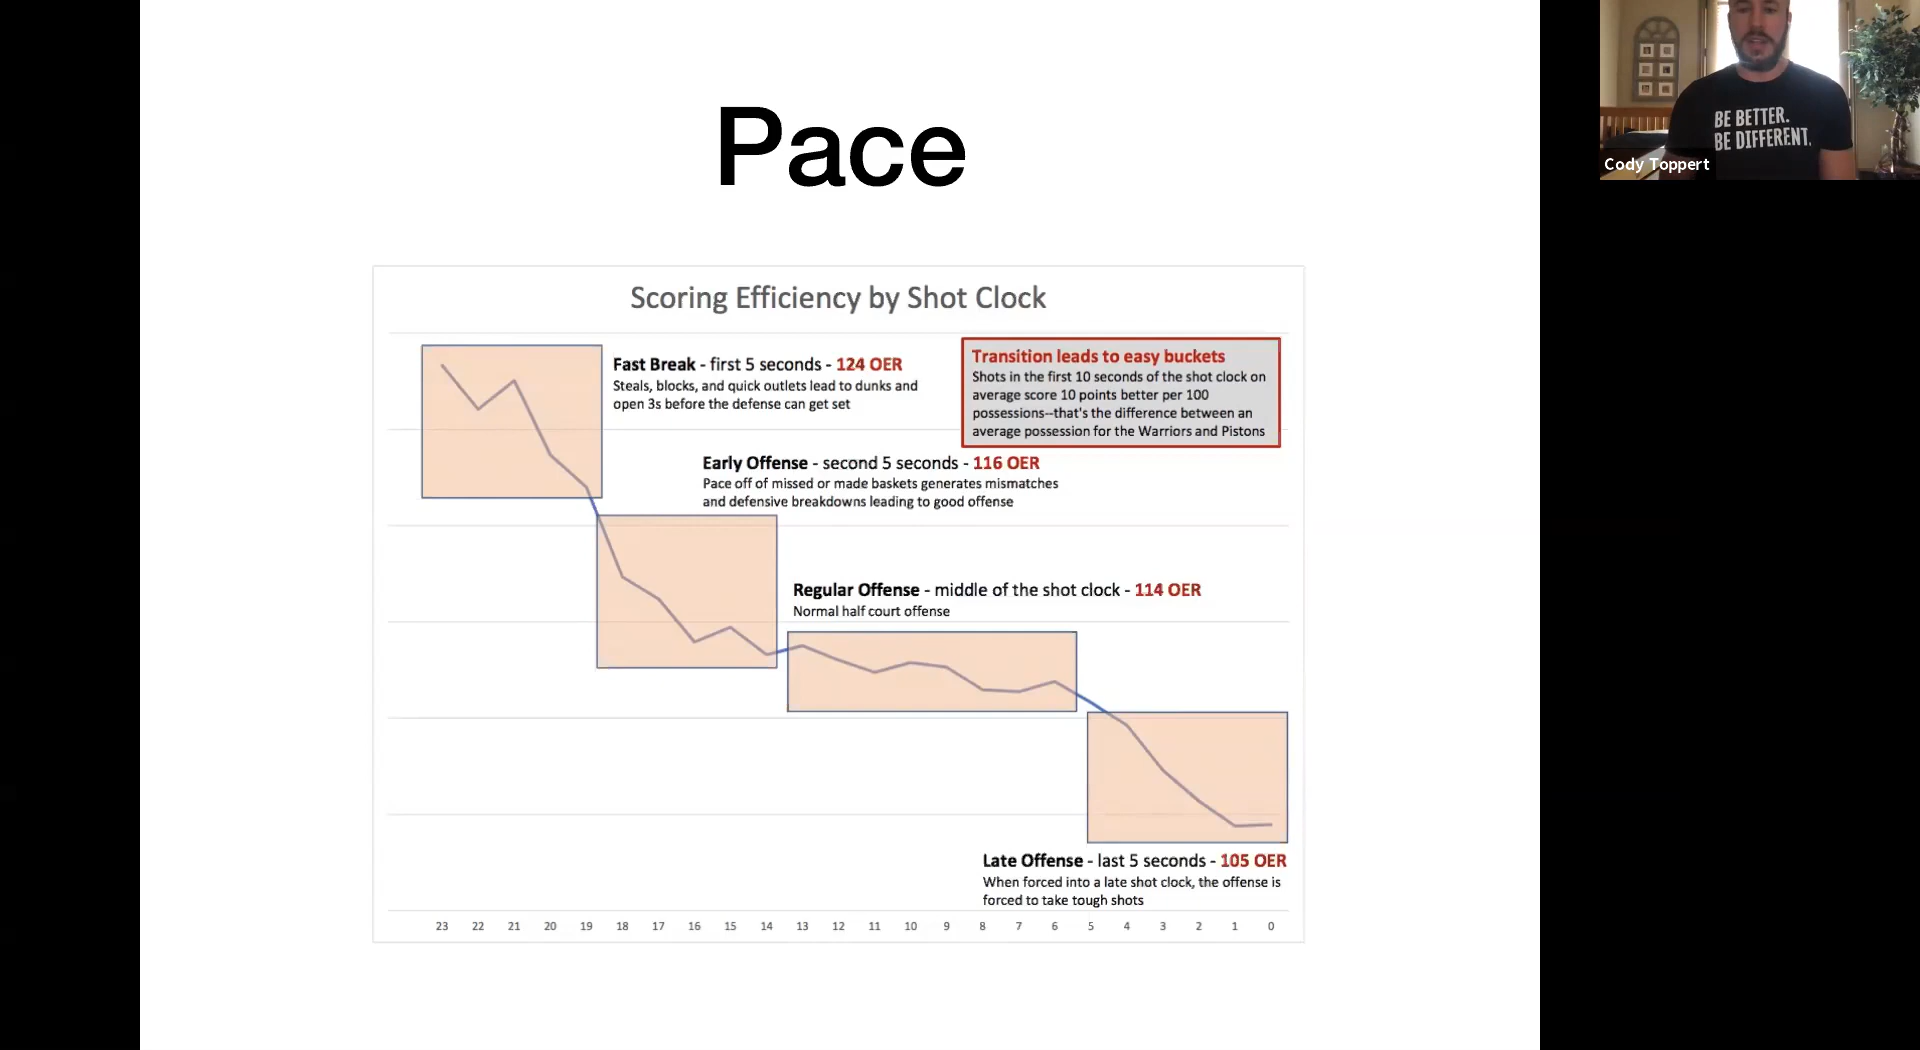 Pace
BE BETTER.
BE DIFFERENT.
Cody Toppert
Scoring Efficiency by Shot Clock
Fast Break - first 5 seconds - 124 OER
Steals, blocks, and quick outlets lead to dunks and
open 3s before the defense can get set
Transition leads to easy buckets
Shots in the first 10 seconds of the shot clock on
average score 10 points better per 100
possessions--that's the difference between an
average possession for the Warriors and Pistons
Early Offense - second 5 seconds - 116 OER
Pace off of missed or made baskets generates mismatches
and defensive breakdowns leading to good offense
Regular Offense - middle of the shot clock - 114 OER
Normal half court offense
Late Offense - last 5 seconds - 105 OER
When forced into a late shot clock, the offense is
forced to take tough shots
23 22 21 20 19 18 17 16 15 14 13 12 11 10 9 8 7 6 5 4 3 2 1 0